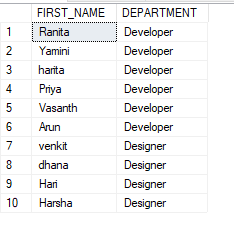 FIRST_NAME DEPARTMENT
1 Ranita Developer
2 Yamini Developer
3 harita Developer
4 Priya Developer
5 Vasanth Developer
6 Arun Developer
7 venkit Designer
8 dhana Designer
9 Hari Designer
10 Harsha Designer